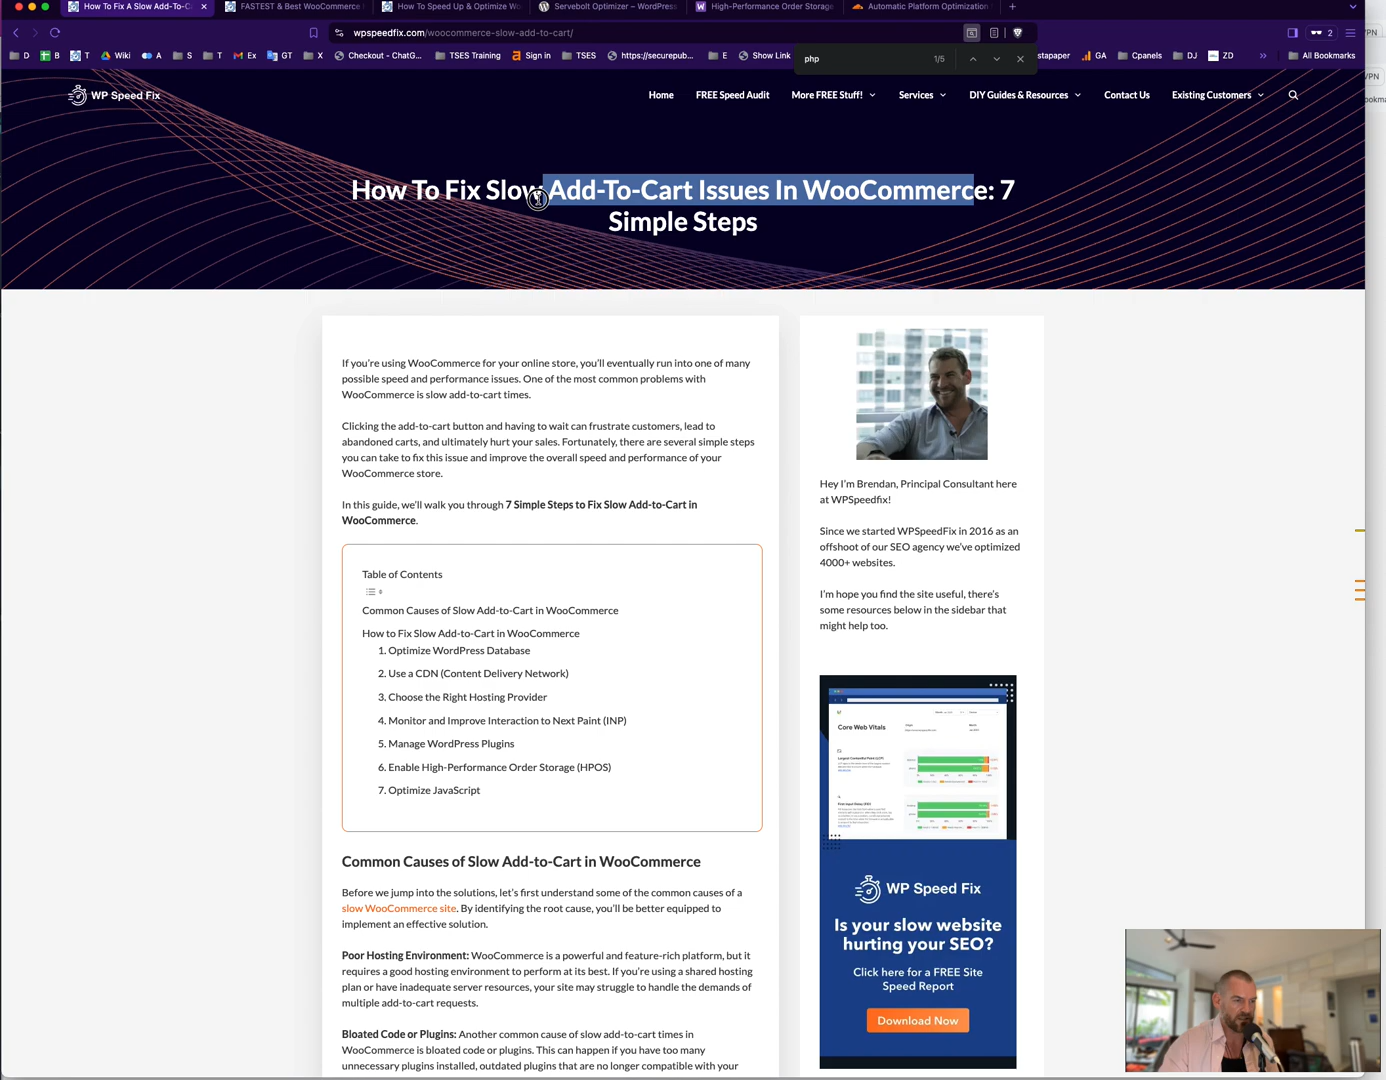 How To Fix A Slow Add-To-C
FASTEST & Best WooCommerce
How To Speed Up & Optimize Wo
Servebolt Optimizer – WordPress
High-Performance Order Storage
Automatic Platform Optimization
wpspeedfix.com/woocommerce-slow-add-to-cart/
2
D
B
T
Wiki
A
S
T
Ex
GT
X
Checkout - ChatG...
TSES Training
Sign in
TSES
https://securepub...
E
Show Link
php
1/5
stapaper
GA
Cpanels
DJ
ZD
All Bookmarks
WP Speed Fix
Home
FREE Speed Audit
More FREE Stuff!
Services
DIY Guides & Resources
Contact Us
Existing Customers
How To Fix Slow Add-To-Cart Issues In WooCommerce: 7
Simple Steps
If you're using WooCommerce for your online store, you'll eventually run into one of many
possible speed and performance issues. One of the most common problems with
WooCommerce is slow add-to-cart times.
Clicking the add-to-cart button and having to wait can frustrate customers, lead to
abandoned carts, and ultimately hurt your sales. Fortunately, there are several simple steps
you can take to fix this issue and improve the overall speed and performance of your
WooCommerce store.
In this guide, we'll walk you through 7 Simple Steps to Fix Slow Add-to-Cart in
WooCommerce.
Table of Contents
Common Causes of Slow Add-to-Cart in WooCommerce
How to Fix Slow Add-to-Cart in WooCommerce
1. Optimize WordPress Database
2. Use a CDN (Content Delivery Network)
3. Choose the Right Hosting Provider
4. Monitor and Improve Interaction to Next Paint (INP)
5. Manage WordPress Plugins
6. Enable High-Performance Order Storage (HPOS)
7. Optimize JavaScript
Common Causes of Slow Add-to-Cart in WooCommerce
Before we jump into the solutions, let's first understand some of the common causes of a
slow WooCommerce site. By identifying the root cause, you'll be better equipped to
implement an effective solution.
Poor Hosting Environment: WooCommerce is a powerful and feature-rich platform, but it
requires a good hosting environment to perform at its best. If you're using a shared hosting
plan or have inadequate server resources, your site may struggle to handle the demands of
multiple add-to-cart requests.
Bloated Code or Plugins: Another common cause of slow add-to-cart times in
WooCommerce is bloated code or plugins. This can happen if you have too many
unnecessary plugins installed, outdated plugins that are no longer compatible with your
Hey I'm Brendan, Principal Consultant here
at WPSpeedfix!
Since we started WPSpeedFix in 2016 as an
offshoot of our SEO agency we've optimized
4000+ websites.
I'm hope you find the site useful, there's
some resources below in the sidebar that
might help too.
Core Web Vitals
WP Speed Fix
Is your slow website
hurting your SEO?
Click here for a FREE Site
Speed Report
Download Now